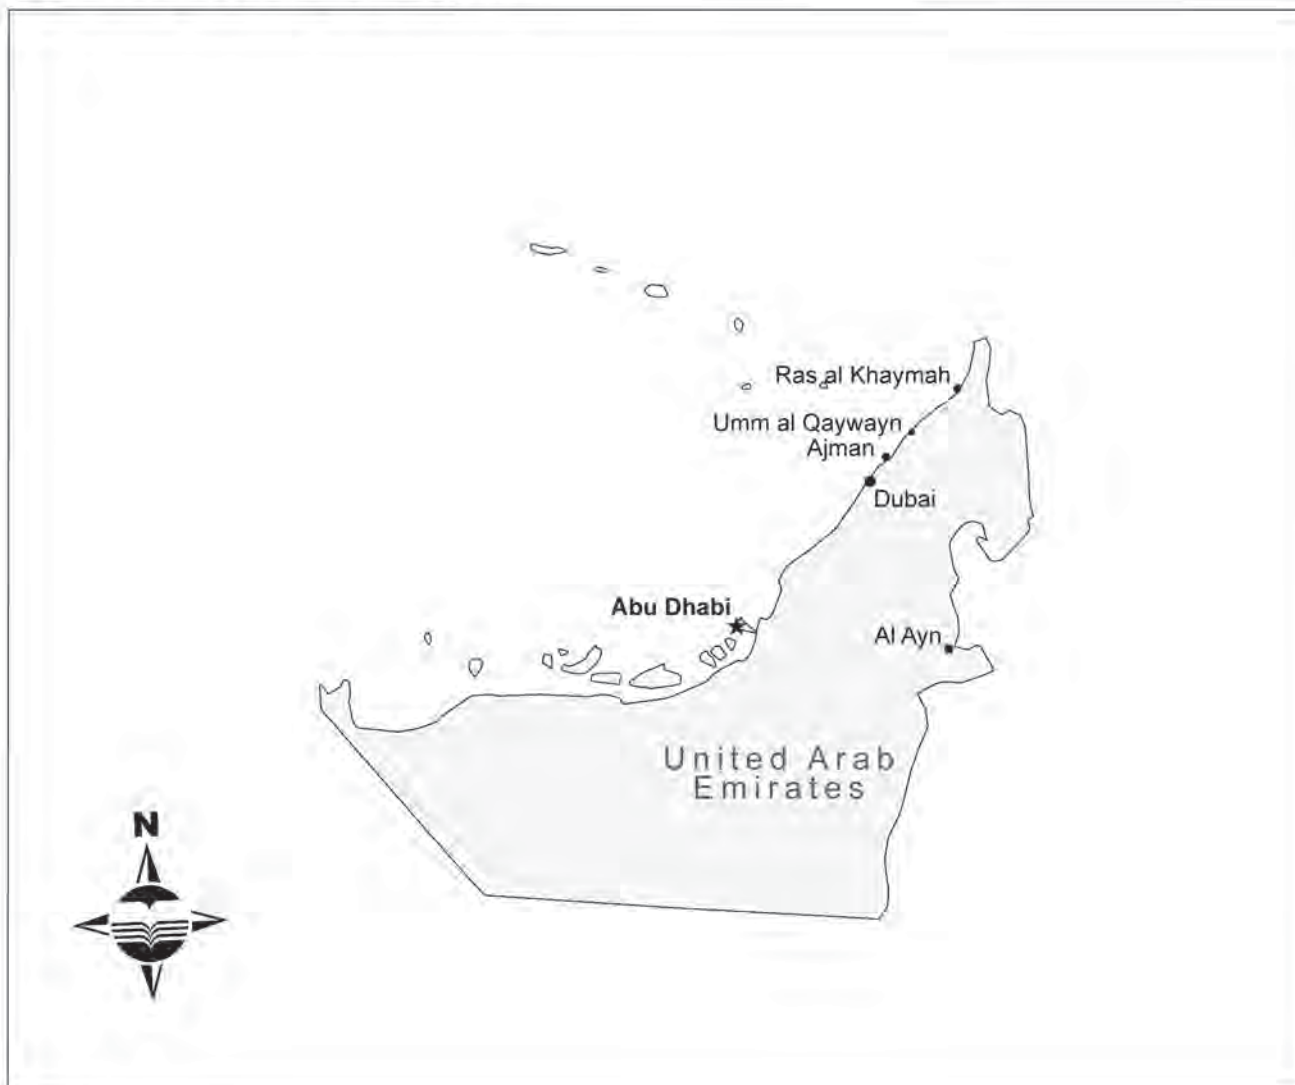 Ras al Khaymah
Umm al Qaywayn
Ajman
Dubai
Abu Dhabi
Al Ayn
United Arab
Emirates
N